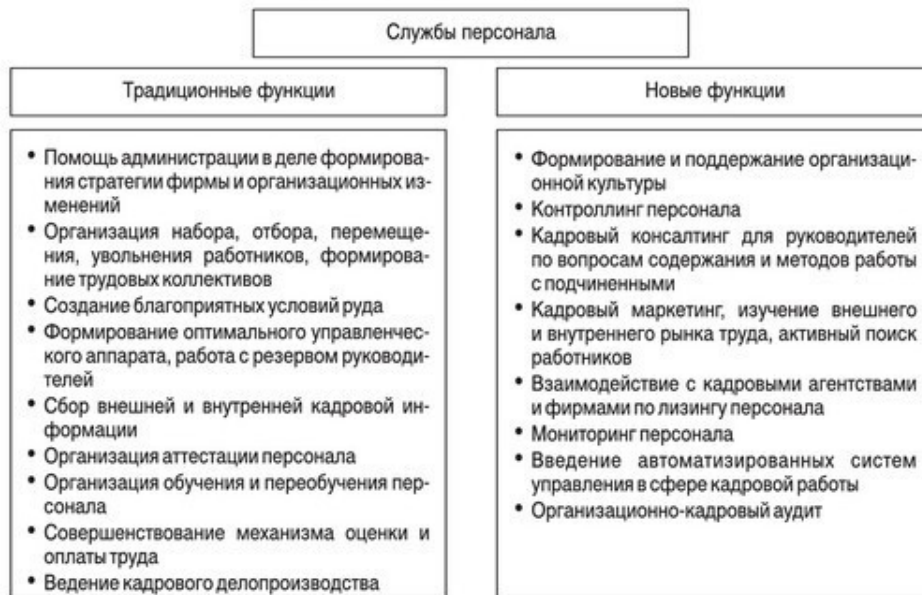 Службы персонала
Традиционные функции
• Помощь администрации в деле формирова-
ния стратегии фирмы и организационных из-
менений
• Организация набора, отбора, перемеще-
ния, увольнения работников, формирова-
ние трудовых коллективов
• Создание благоприятных условий руда
• Формирование оптимального управленчес-
кого аппарата, работа с резервом руководи-
телей
• Сбор внешней и внутренней кадровой ин-
формации
• Организация аттестации персонала
• Организация обучения и переобучения пер-
сонала
• Совершенствование механизма оценки и
оплаты труда
• Ведение кадрового делопроизводства
Новые функции
• Формирование и поддержание организаци-
онной культуры
• Контроллинг персонала
• Кадровый консалтинг для руководителей
по вопросам содержания и методов работы
с подчиненными
• Кадровый маркетинг, изучение внешнего
и внутреннего рынка труда, активный поиск
работников
• Взаимодействие с кадровыми агентствами
и фирмами по лизингу персонала
• Мониторинг персонала
• Введение автоматизированных систем
управления в сфере кадровой работы
• Организационно-кадровый аудит